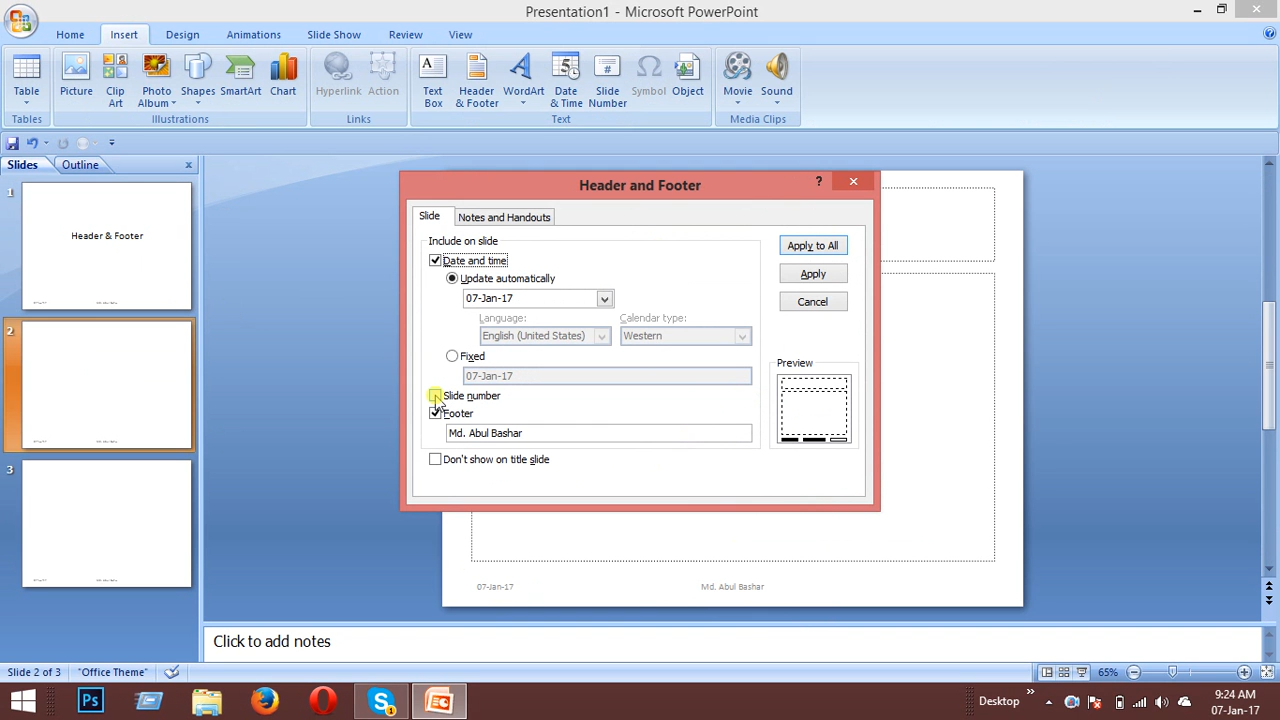 Presentation1 - Microsoft PowerPoint
Home Insert Design Animations Slide Show Review View
Table
Tables
Picture
Clip Art
Photo Album
Shapes
SmartArt
Chart
Illustrations
Hyperlink
Action
Links
Text Box
Header & Footer
WordArt
Date & Time
Slide Number
Symbol
Object
Text
Movie
Sound
Media Clips
Slides Outline
1
Header & Footer
2
3
Header and Footer
?
Slide Notes and Handouts
Include on slide
Date and time
Update automatically
07-Jan-17
Language: Calendar type:
English (United States) Western
Fixed
07-Jan-17
Slide number
Footer
Md. Abul Bashar
Don't show on title slide
Apply to All
Apply
Cancel
Preview
07-Jan-17 Md. Abul Bashar
Click to add notes
Slide 2 of 3 "Office Theme" 65%
Ps
Desktop
9:24 AM
07-Jan-17